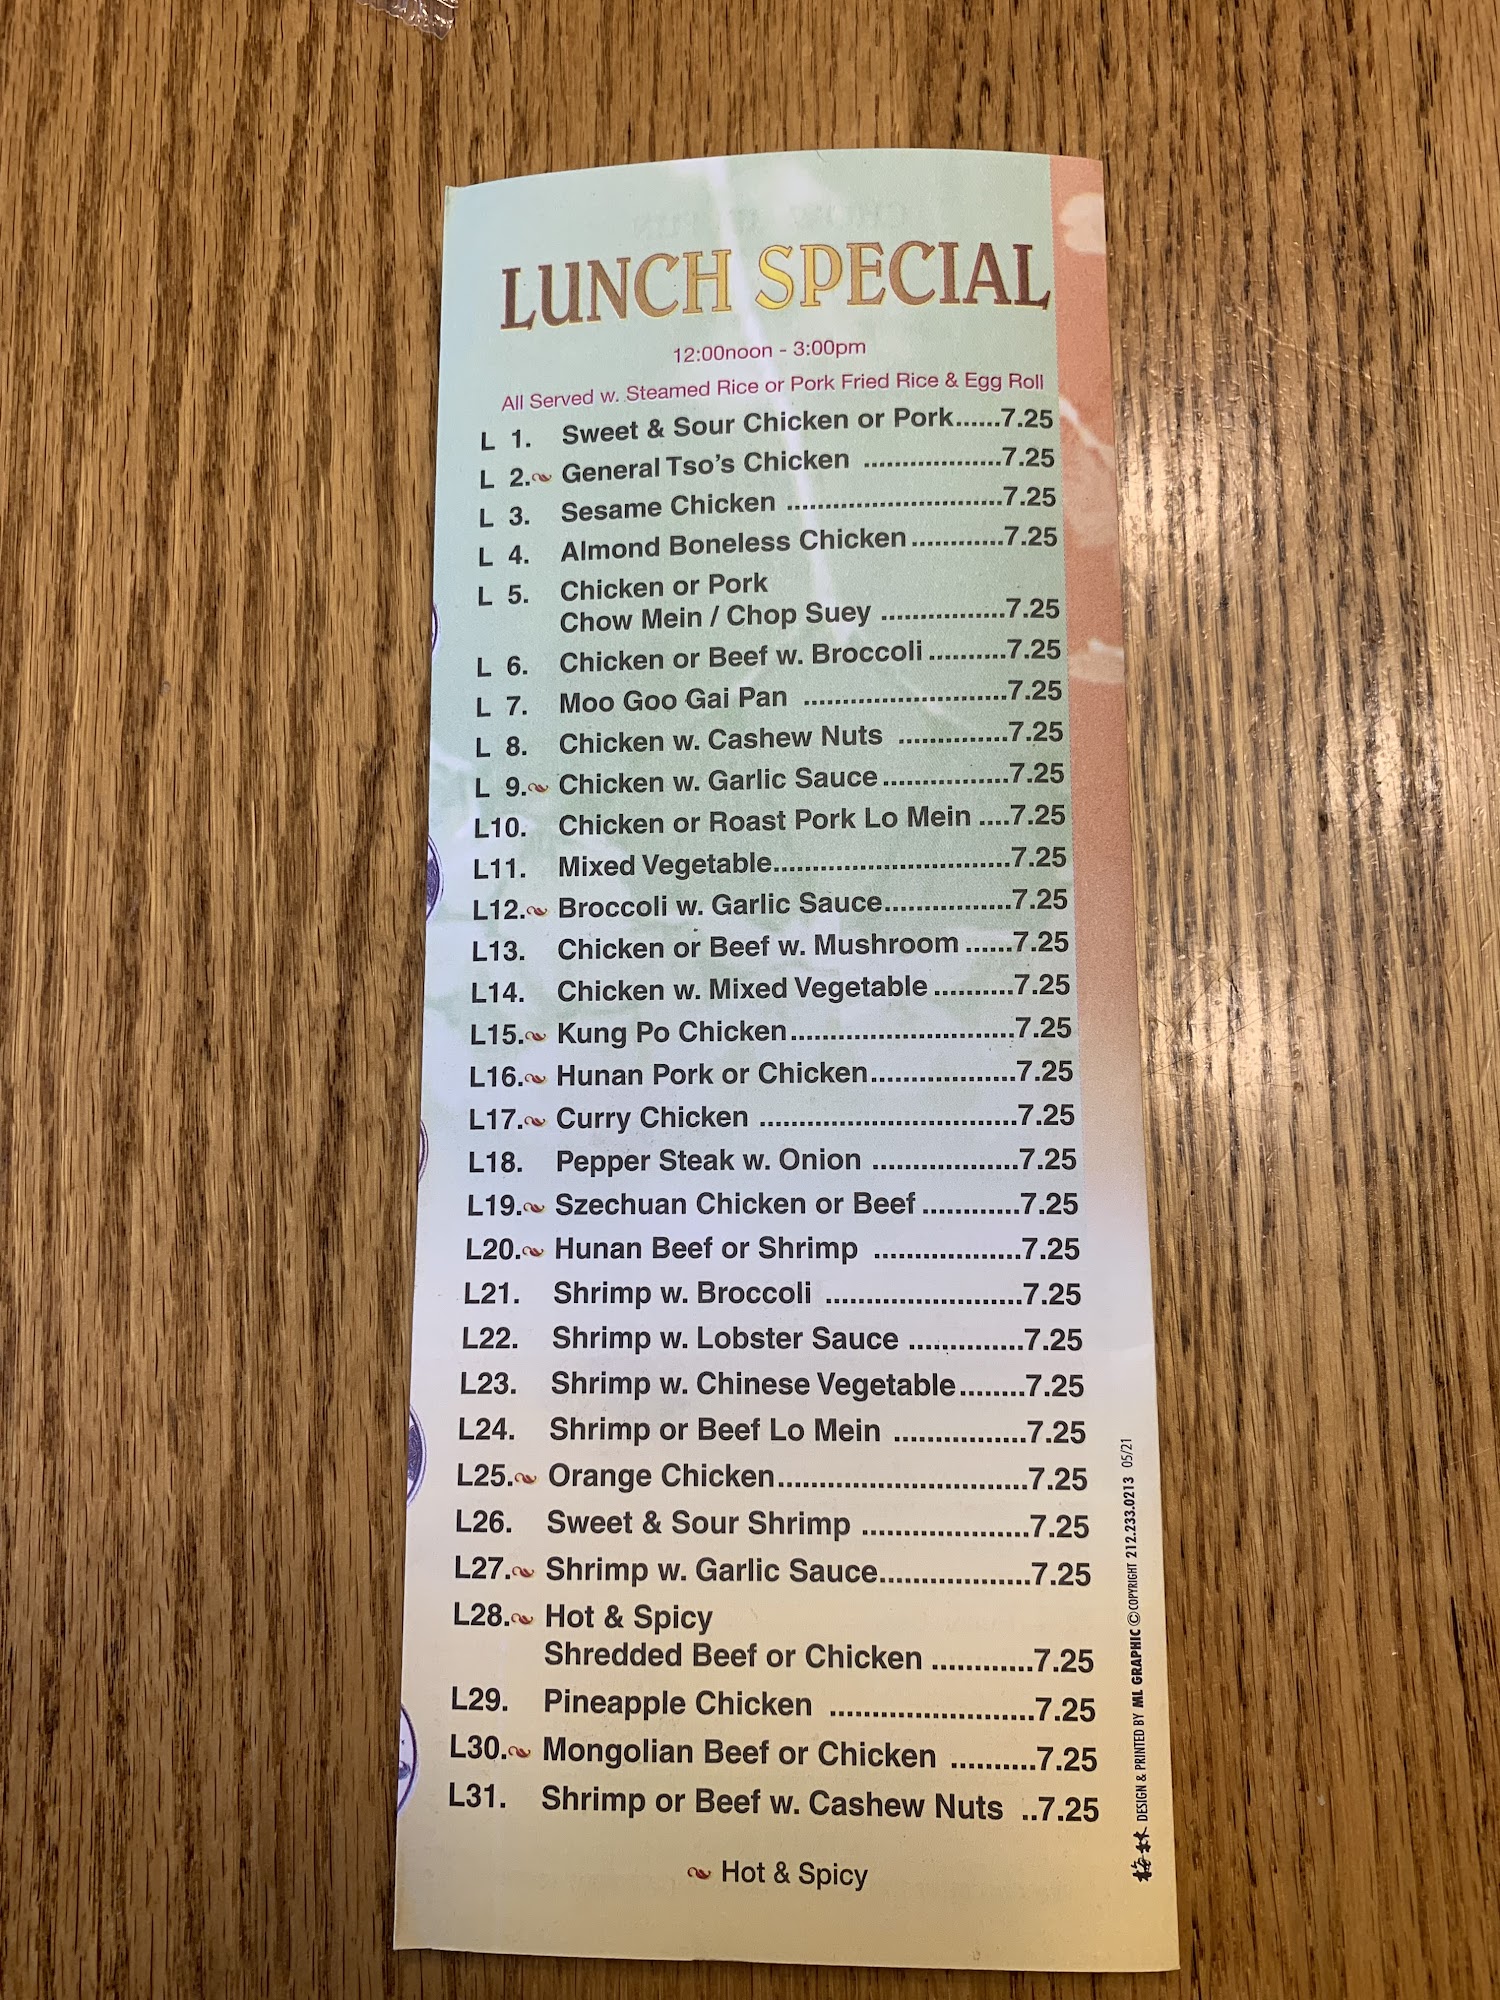 LUNCH SPECIAL
12:00noon - 3:00pm
All Served w. Steamed Rice or Pork Fried Rice & Egg Roll
L 1. Sweet & Sour Chicken or Pork......7.25
L 2. General Tso's Chicken ..................7.25
L 3. Sesame Chicken ...........................7.25
L 4. Almond Boneless Chicken............7.25
L 5. Chicken or Pork
Chow Mein / Chop Suey ................7.25
L 6. Chicken or Beef w. Broccoli..........7.25
L 7. Moo Goo Gai Pan ..........................7.25
L 8. Chicken w. Cashew Nuts ..............7.25
L 9. Chicken w. Garlic Sauce................7.25
L10. Chicken or Roast Pork Lo Mein ....7.25
L11. Mixed Vegetable..............................7.25
L12. Broccoli w. Garlic Sauce................7.25
L13. Chicken or Beef w. Mushroom ......7.25
L14. Chicken w. Mixed Vegetable..........7.25
L15. Kung Po Chicken............................7.25
L16. Hunan Pork or Chicken..................7.25
L17. Curry Chicken ................................7.25
L18. Pepper Steak w. Onion ..................7.25
L19. Szechuan Chicken or Beef............7.25
L20. Hunan Beef or Shrimp ..................7.25
L21. Shrimp w. Broccoli ........................7.25
L22. Shrimp w. Lobster Sauce ..............7.25
L23. Shrimp w. Chinese Vegetable........7.25
L24. Shrimp or Beef Lo Mein ................7.25
L25. Orange Chicken..............................7.25
L26. Sweet & Sour Shrimp ....................7.25
L27. Shrimp w. Garlic Sauce..................7.25
L28. Hot & Spicy
Shredded Beef or Chicken ............7.25
L29. Pineapple Chicken ........................7.25
L30. Mongolian Beef or Chicken ..........7.25
L31. Shrimp or Beef w. Cashew Nuts ..7.25
Hot & Spicy
梅林 DESIGN & PRINTED BY ML GRAPHIC ©COPYRIGHT 212.233.0213 05/21